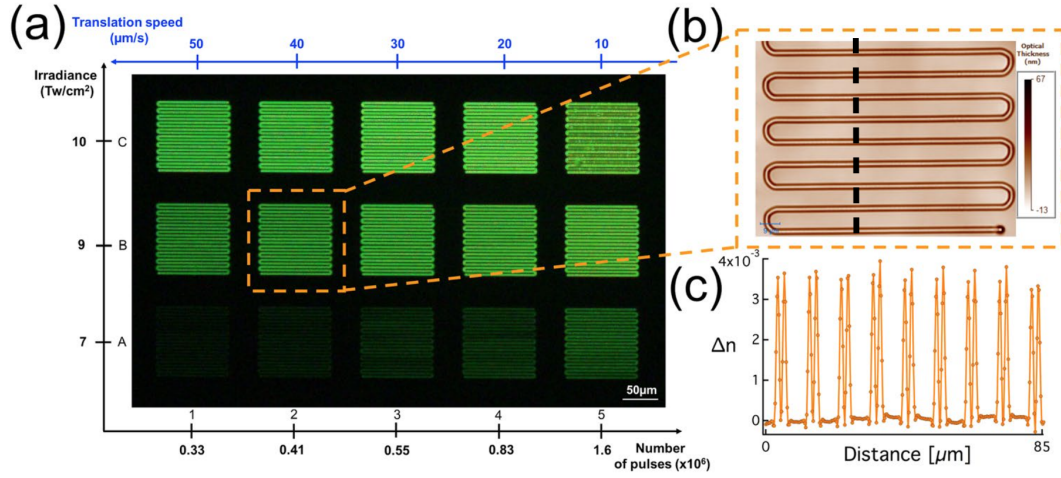 (a)
Translation speed
(µm/s)
50
40
30
20
10
Irradiance
(Tw/cm²)
10
C
9
B
7
A
50µm
1
2
3
4
5
0.33
0.41
0.55
0.83
1.6
Number
of pulses (x10⁶)
(b)
Optical
Thickness
(nm)
67
-13
(c)
4x10⁻³
3
Δn
2
1
0
0
Distance [µm]
85